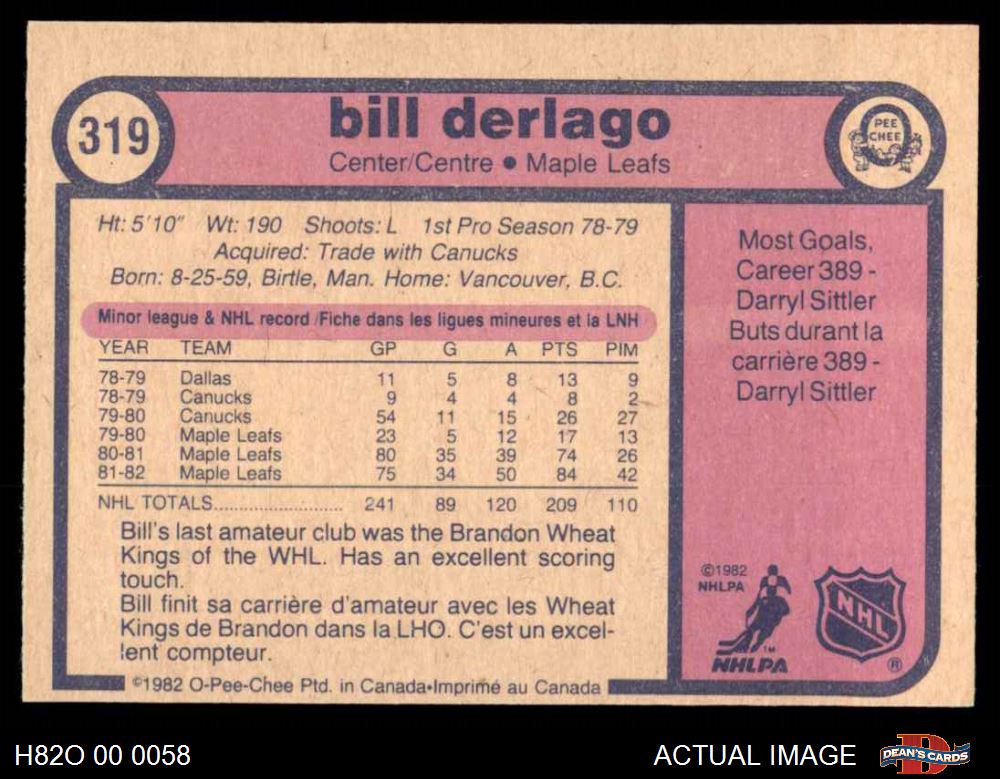 319
bill derlago
Center/Centre • Maple Leafs
O
PEE
CHEE
Ht: 5'10" Wt: 190 Shoots: L 1st Pro Season 78-79
Acquired: Trade with Canucks
Born: 8-25-59, Birtle, Man. Home: Vancouver, B.C.
Minor league & NHL record /Fiche dans les ligues mineures et la LNH
YEAR TEAM GP G A PTS PIM
78-79 Dallas 11 5 8 13 9
78-79 Canucks 9 4 4 8 2
79-80 Canucks 54 11 15 26 27
79-80 Maple Leafs 23 5 12 17 13
80-81 Maple Leafs 80 35 39 74 26
81-82 Maple Leafs 75 34 50 84 42
NHL TOTALS........................ 241 89 120 209 110
Bill's last amateur club was the Brandon Wheat
Kings of the WHL. Has an excellent scoring
touch.
Bill finit sa carrière d'amateur avec les Wheat
Kings de Brandon dans la LHO. C'est un excel-
lent compteur.
©1982 O-Pee-Chee Ptd. in Canada•Imprimé au Canada
Most Goals,
Career 389 -
Darryl Sittler
Buts durant la
carrière 389 -
Darryl Sittler
©1982
NHLPA
TM
NHLPA
NHL
®
H82O 00 0058
ACTUAL IMAGE
D
DEAN'S CARDS